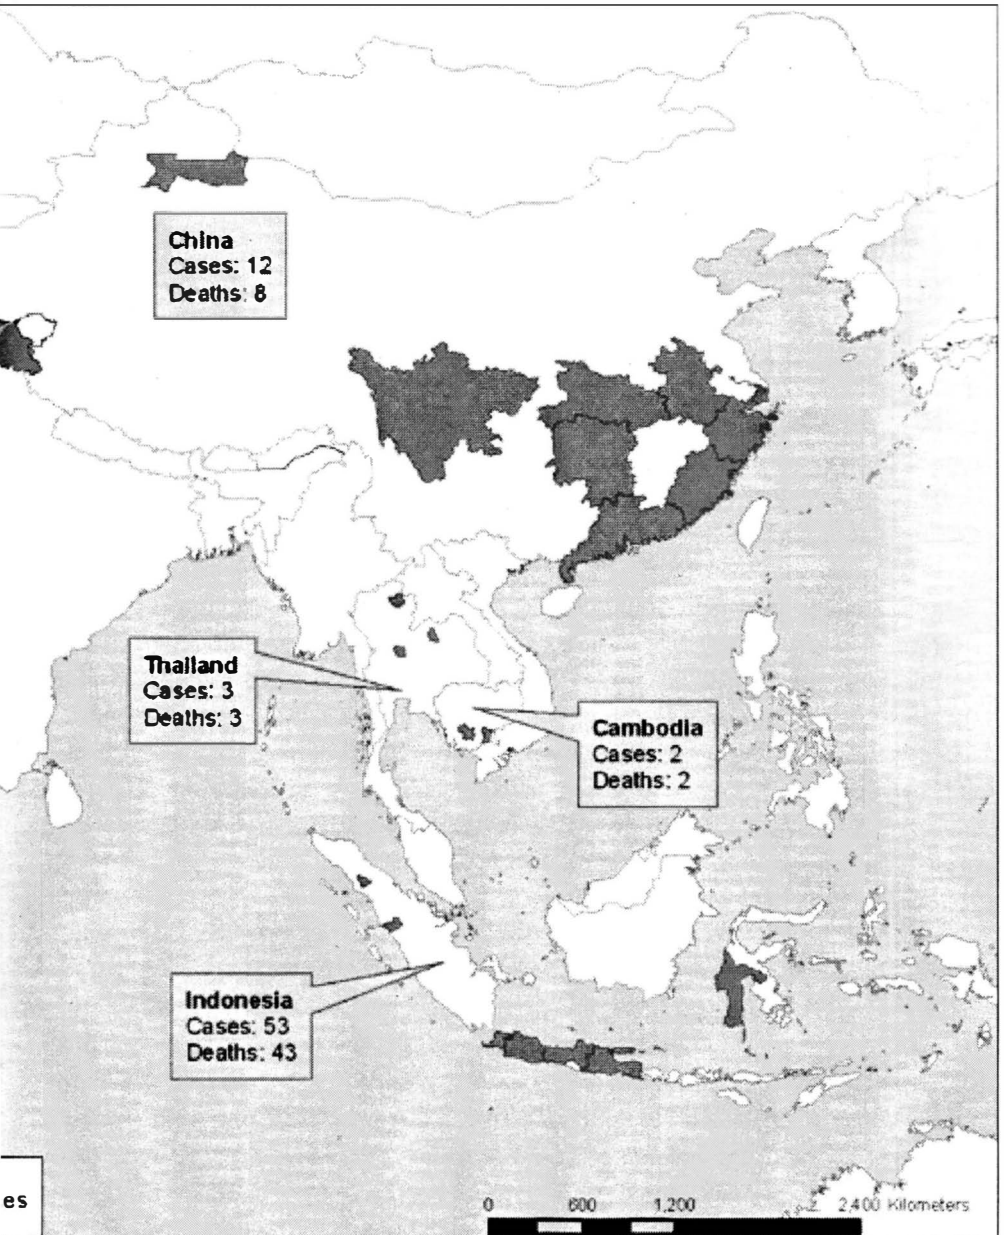 China
Cases: 12
Deaths: 8
Thailand
Cases: 3
Deaths: 3
Cambodia
Cases: 2
Deaths: 2
Indonesia
Cases: 53
Deaths: 43
es
0 600 1,200 2,400 Kilometers